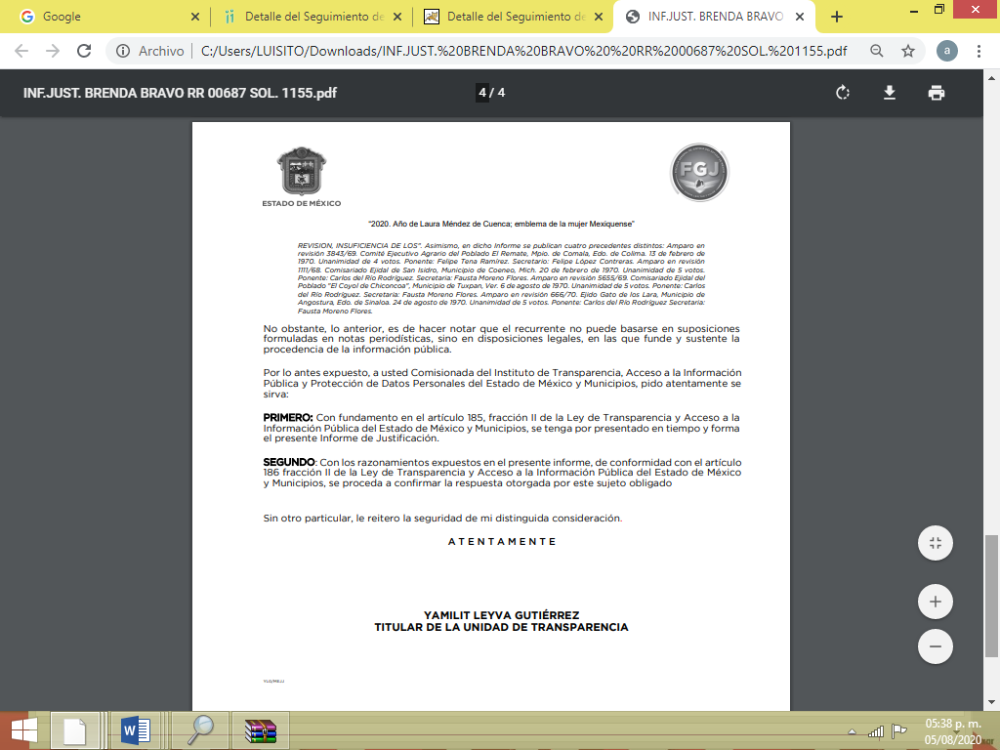 Google
Detalle del Seguimiento de
Detalle del Seguimiento de
INF.JUST. BRENDA BRAVO
Archivo
C:/Users/LUISITO/Downloads/INF.JUST.%20BRENDA%20BRAVO%20%20RR%2000687%20SOL.%201155.pdf
a
INF.JUST. BRENDA BRAVO RR 00687 SOL. 1155.pdf
4 / 4
ESTADO DE MÉXICO
FGJ
"2020. Año de Laura Méndez de Cuenca; emblema de la mujer Mexiquense"
REVISION, INSUFICIENCIA DE LOS". Asimismo, en dicho Informe se publican cuatro precedentes distintos: Amparo en
revisión 3843/69. Comité Ejecutivo Agrario del Poblado El Remate, Mpio. de Comala, Edo. de Colima. 13 de febrero de
1970. Unanimidad de 4 votos. Ponente: Felipe Tena Ramírez. Secretario: Felipe López Contreras. Amparo en revisión
1111/68. Comisariado Ejidal de San Isidro, Municipio de Coeneo, Mich. 20 de febrero de 1970. Unanimidad de 5 votos.
Ponente: Carlos del Río Rodríguez. Secretaria: Fausta Moreno Flores. Amparo en revisión 5655/69. Comisariado Ejidal del
Poblado "El Coyol de Chiconcoa", Municipio de Tuxpan, Ver. 6 de agosto de 1970. Unanimidad de 5 votos. Ponente: Carlos
del Río Rodríguez. Secretaria: Fausta Moreno Flores. Amparo en revisión 666/70. Ejido Gato de los Lara, Municipio de
Angostura, Edo. de Sinaloa. 24 de agosto de 1970. Unanimidad de 5 votos. Ponente: Carlos del Río Rodríguez Secretaria:
Fausta Moreno Flores.
No obstante, lo anterior, es de hacer notar que el recurrente no puede basarse en suposiciones
formuladas en notas periodísticas, sino en disposiciones legales, en las que funde y sustente la
procedencia de la información pública.
Por lo antes expuesto, a usted Comisionada del Instituto de Transparencia, Acceso a la Información
Pública y Protección de Datos Personales del Estado de México y Municipios, pido atentamente se
sirva:
PRIMERO: Con fundamento en el artículo 185, fracción II de la Ley de Transparencia y Acceso a la
Información Pública del Estado de México y Municipios, se tenga por presentado en tiempo y forma
el presente Informe de Justificación.
SEGUNDO: Con los razonamientos expuestos en el presente informe, de conformidad con el artículo
186 fracción II de la Ley de Transparencia y Acceso a la Información Pública del Estado de México
y Municipios, se proceda a confirmar la respuesta otorgada por este sujeto obligado
Sin otro particular, le reitero la seguridad de mi distinguida consideración.
A T E N T A M E N T E
YAMILIT LEYVA GUTIÉRREZ
TITULAR DE LA UNIDAD DE TRANSPARENCIA
05:38 p. m.
05/08/2020